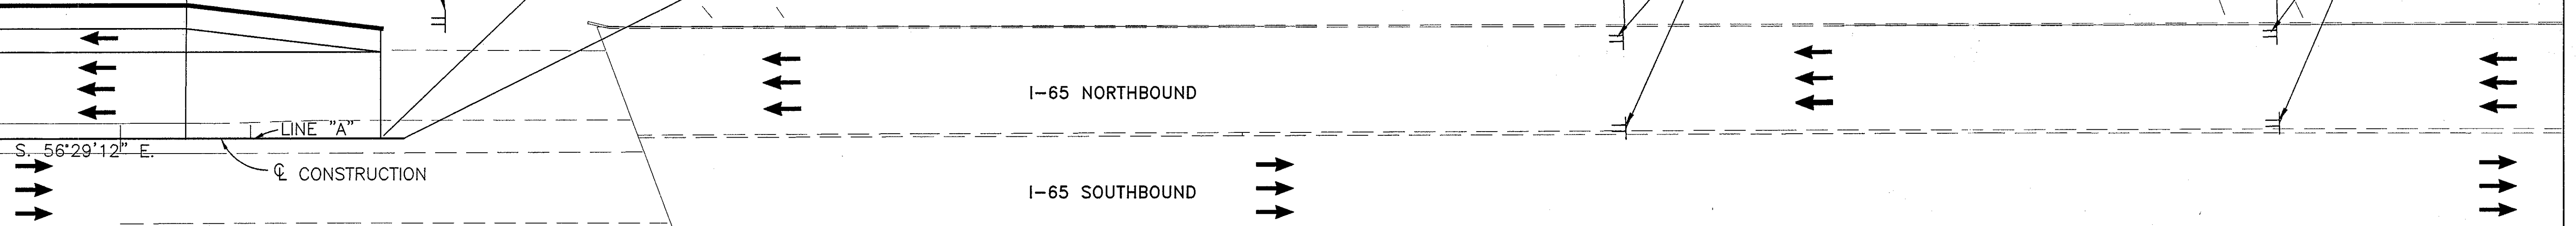 I-65 NORTHBOUND
LINE "A"
S. 56°29'12" E.
℄ CONSTRUCTION
I-65 SOUTHBOUND